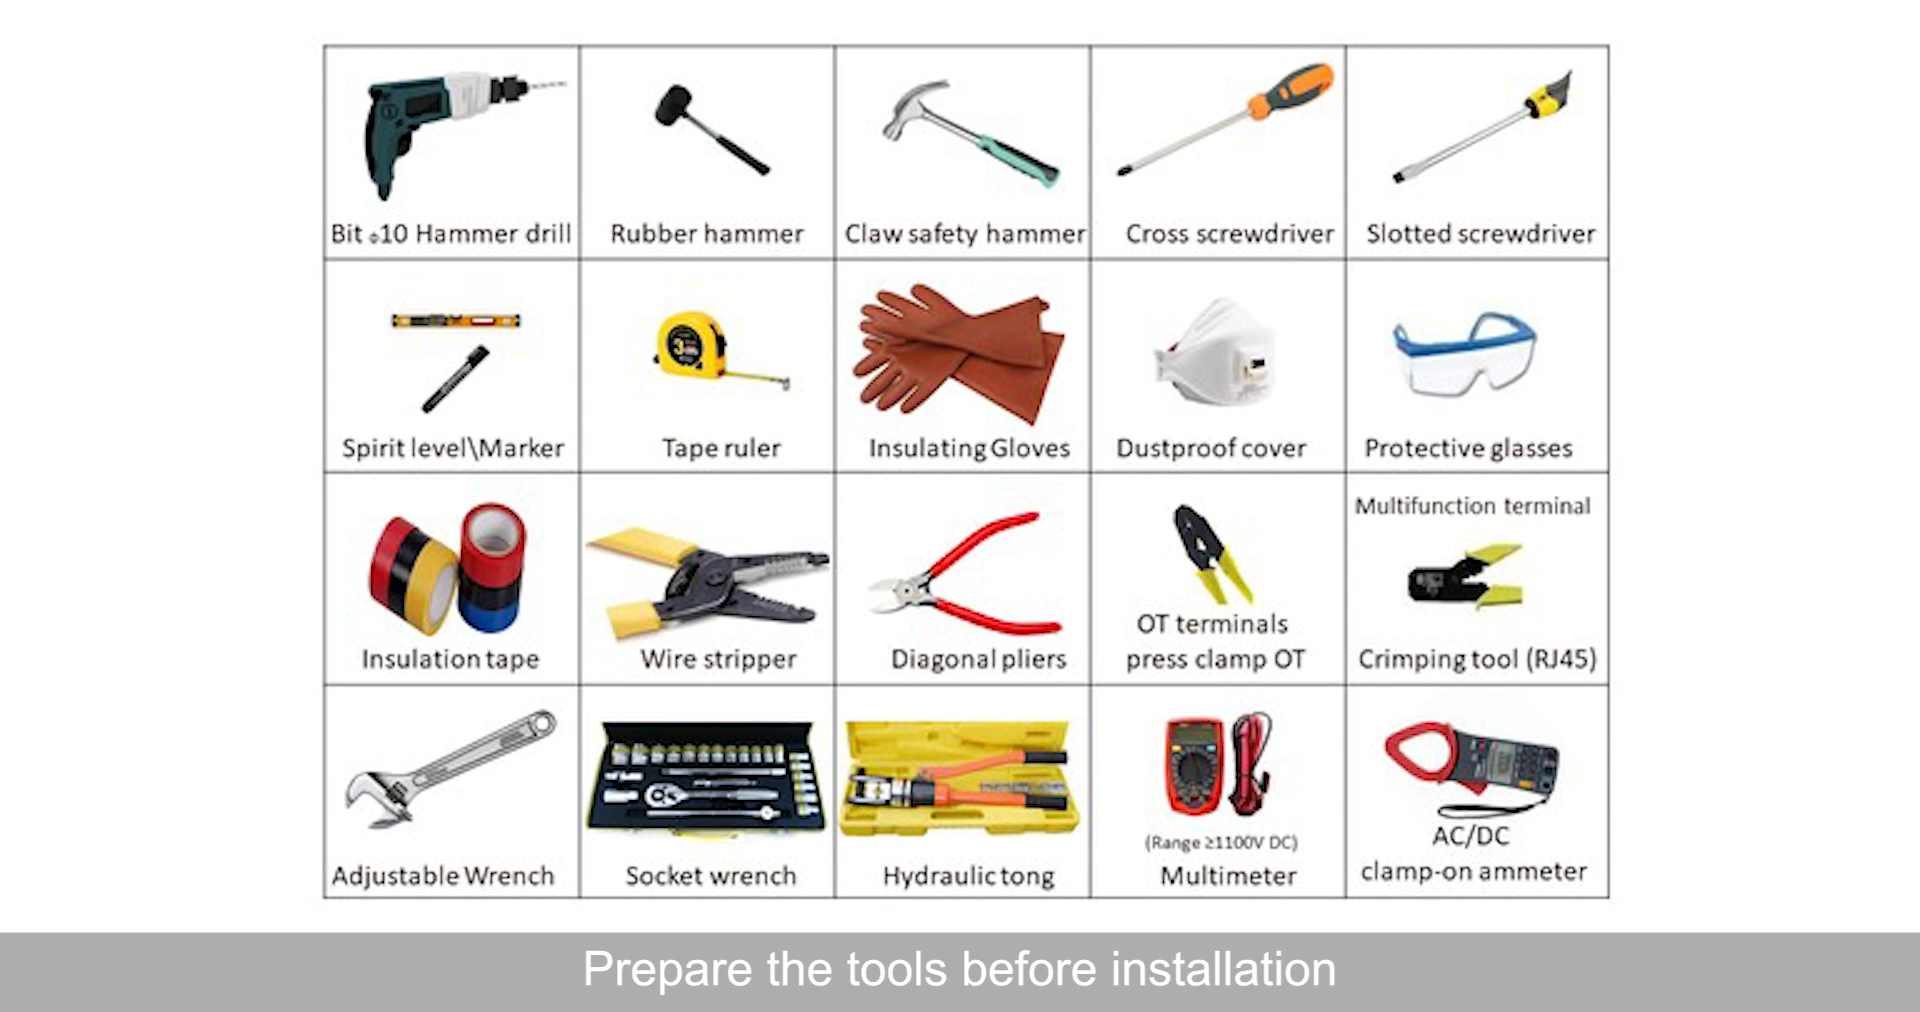 Bit ⌽10 Hammer drill
Rubber hammer
Claw safety hammer
Cross screwdriver
Slotted screwdriver
Spirit level\Marker
3
Tape ruler
Insulating Gloves
Dustproof cover
Protective glasses
Insulation tape
Wire stripper
Diagonal pliers
OT terminals
press clamp OT
Multifunction terminal
Crimping tool (RJ45)
Adjustable Wrench
Socket wrench
Hydraulic tong
(Range ≥1100V DC)
Multimeter
AC/DC
clamp-on ammeter
Prepare the tools before installation